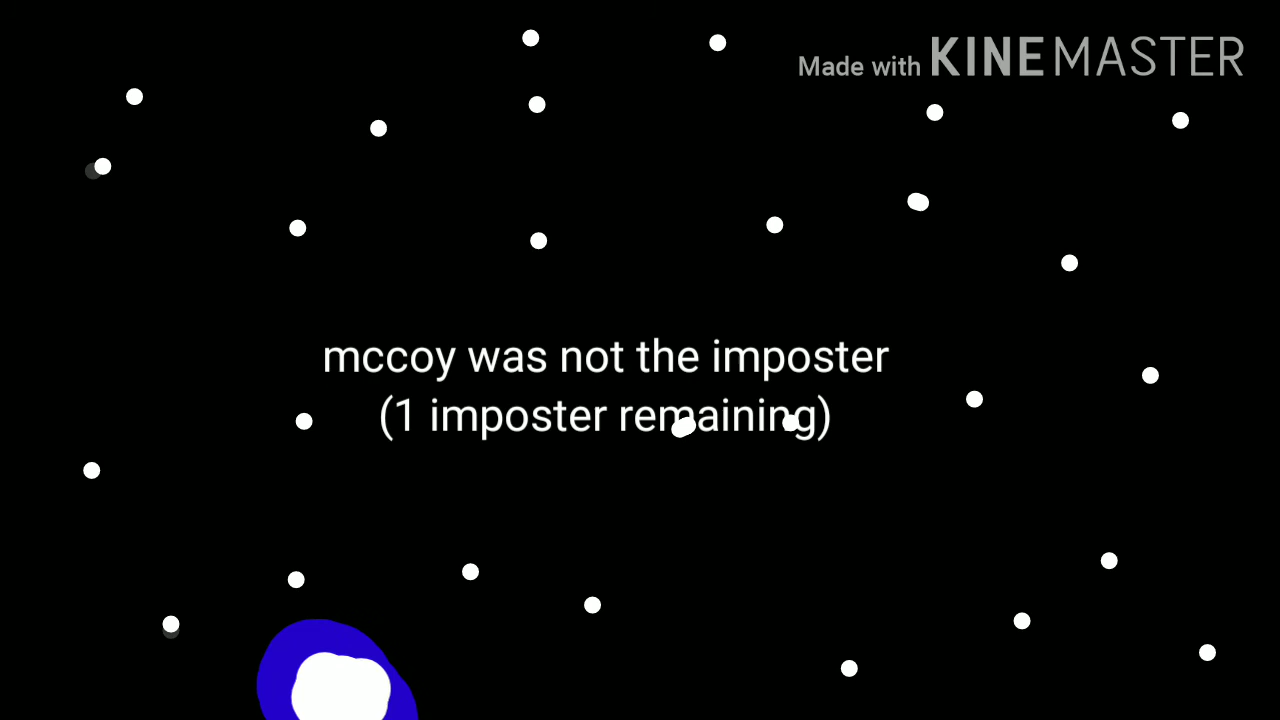 Made with KINEMASTER
mccoy was not the imposter
(1 imposter remaining)